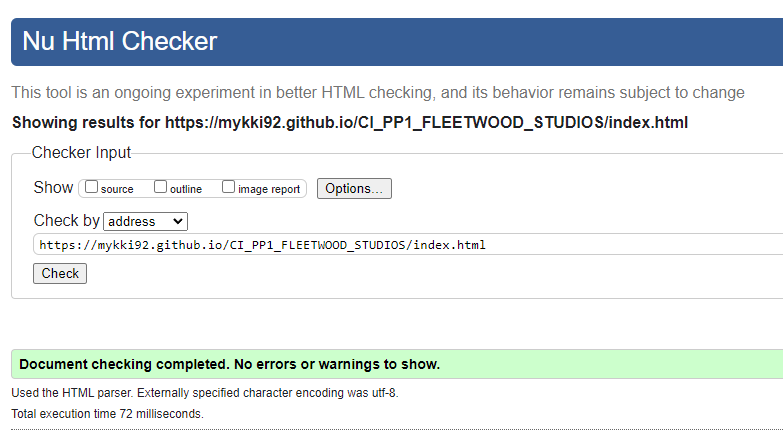 Nu Html Checker
This tool is an ongoing experiment in better HTML checking, and its behavior remains subject to change
Showing results for https://mykki92.github.io/CI_PP1_FLEETWOOD_STUDIOS/index.html
Checker Input
Show source outline image report Options...
Check by address
https://mykki92.github.io/CI_PP1_FLEETWOOD_STUDIOS/index.html
Check
Document checking completed. No errors or warnings to show.
Used the HTML parser. Externally specified character encoding was utf-8.
Total execution time 72 milliseconds.